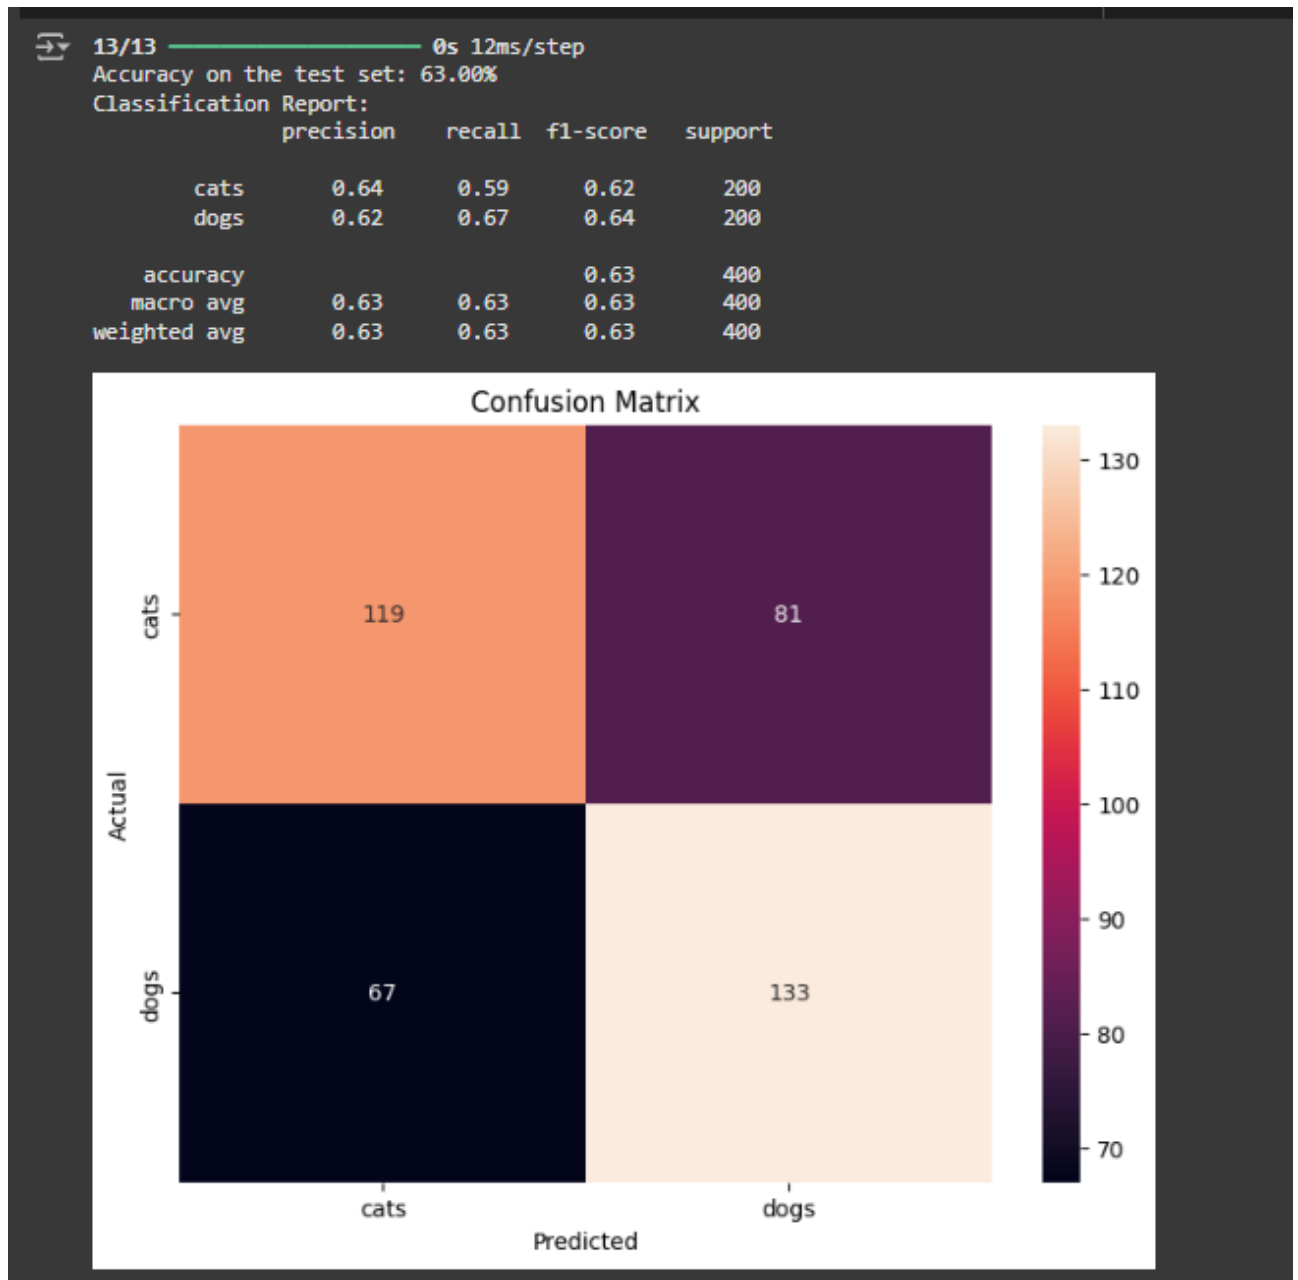 13/13 ━━━━━━━━━━━━━━━━━━━━ 0s 12ms/step
Accuracy on the test set: 63.00%
Classification Report:
precision recall f1-score support
cats 0.64 0.59 0.62 200
dogs 0.62 0.67 0.64 200
accuracy 0.63 400
macro avg 0.63 0.63 0.63 400
weighted avg 0.63 0.63 0.63 400
Confusion Matrix
130
120
110
100
90
80
70
Actual
cats
119 81
dogs
67 133
cats dogs
Predicted